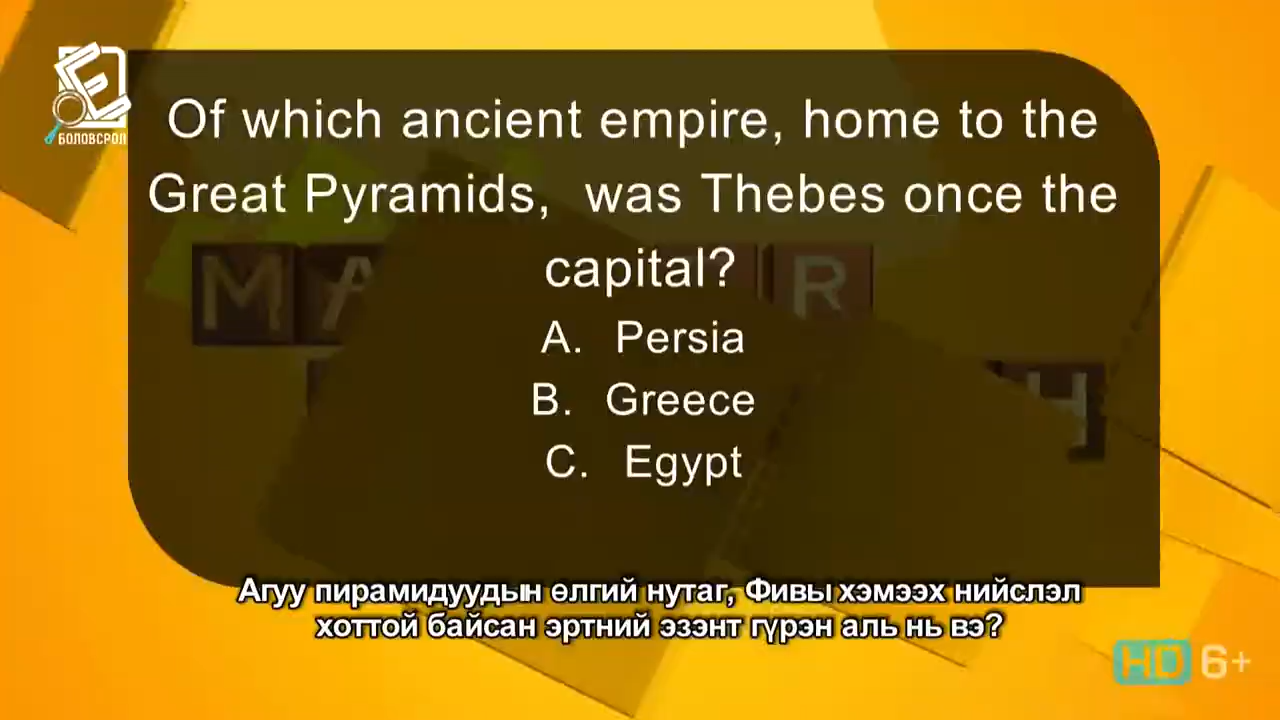 БОЛОВСРОЛ
Of which ancient empire, home to the
Great Pyramids, was Thebes once the
capital?
A. Persia
B. Greece
C. Egypt
Агуу пирамидуудын өлгий нутаг, Фивы хэмээх нийслэл
хоттой байсан эртний эзэнт гүрэн аль нь вэ?
HD 6+